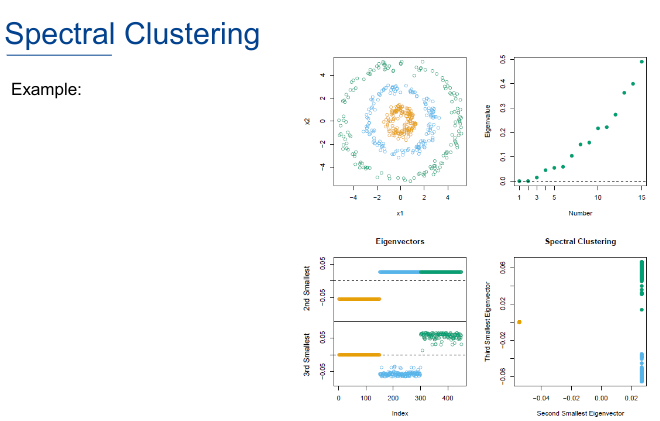 Spectral Clustering
Example:
x2
4
2
0
−2
−4
−4 −2 0 2 4
x1
Eigenvalue
0.5
0.4
0.3
0.2
0.1
0.0
1 3 5 10 15
Number
Eigenvectors
2nd Smallest
0.05
−0.05
3rd Smallest
0.05
−0.05
0 100 200 300 400
Index
Spectral Clustering
Third Smallest Eigenvector
0.06
0.02
−0.02
−0.06
−0.04 −0.02 0.00 0.02
Second Smallest Eigenvector